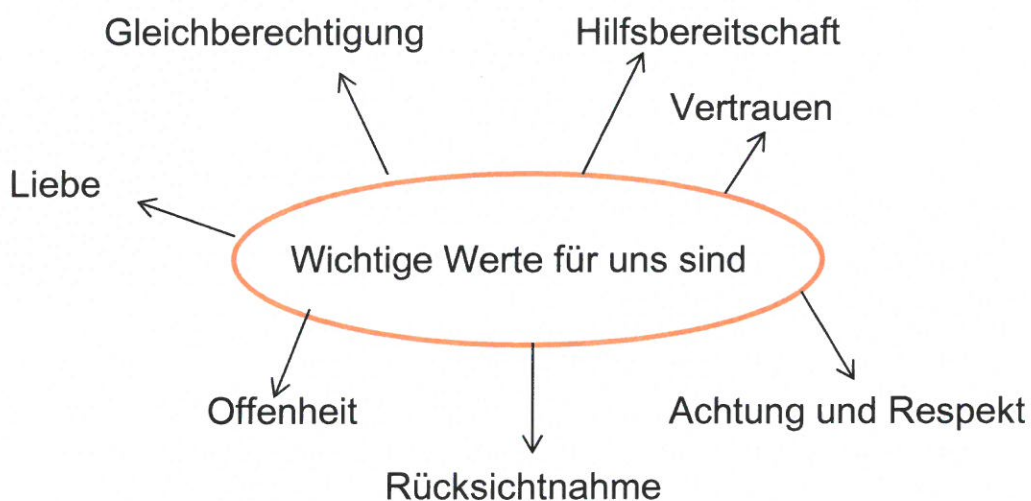 Gleichberechtigung
Hilfsbereitschaft
Vertrauen
Liebe
Wichtige Werte für uns sind
Offenheit
Achtung und Respekt
Rücksichtnahme